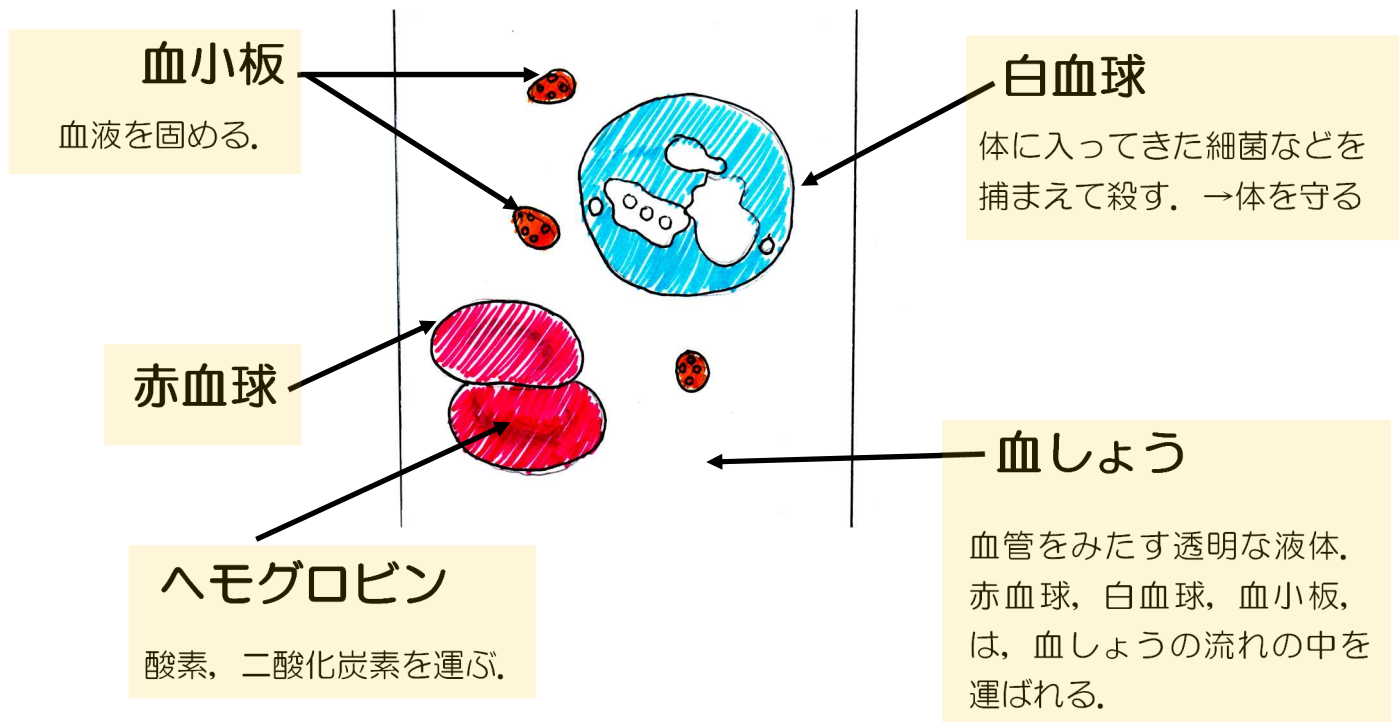 血小板
血液を固める．
白血球
体に入ってきた細菌などを
捕まえて殺す．→体を守る
赤血球
ヘモグロビン
酸素，二酸化炭素を運ぶ．
血しょう
血管をみたす透明な液体．
赤血球，白血球，血小板，
は，血しょうの流れの中を
運ばれる．